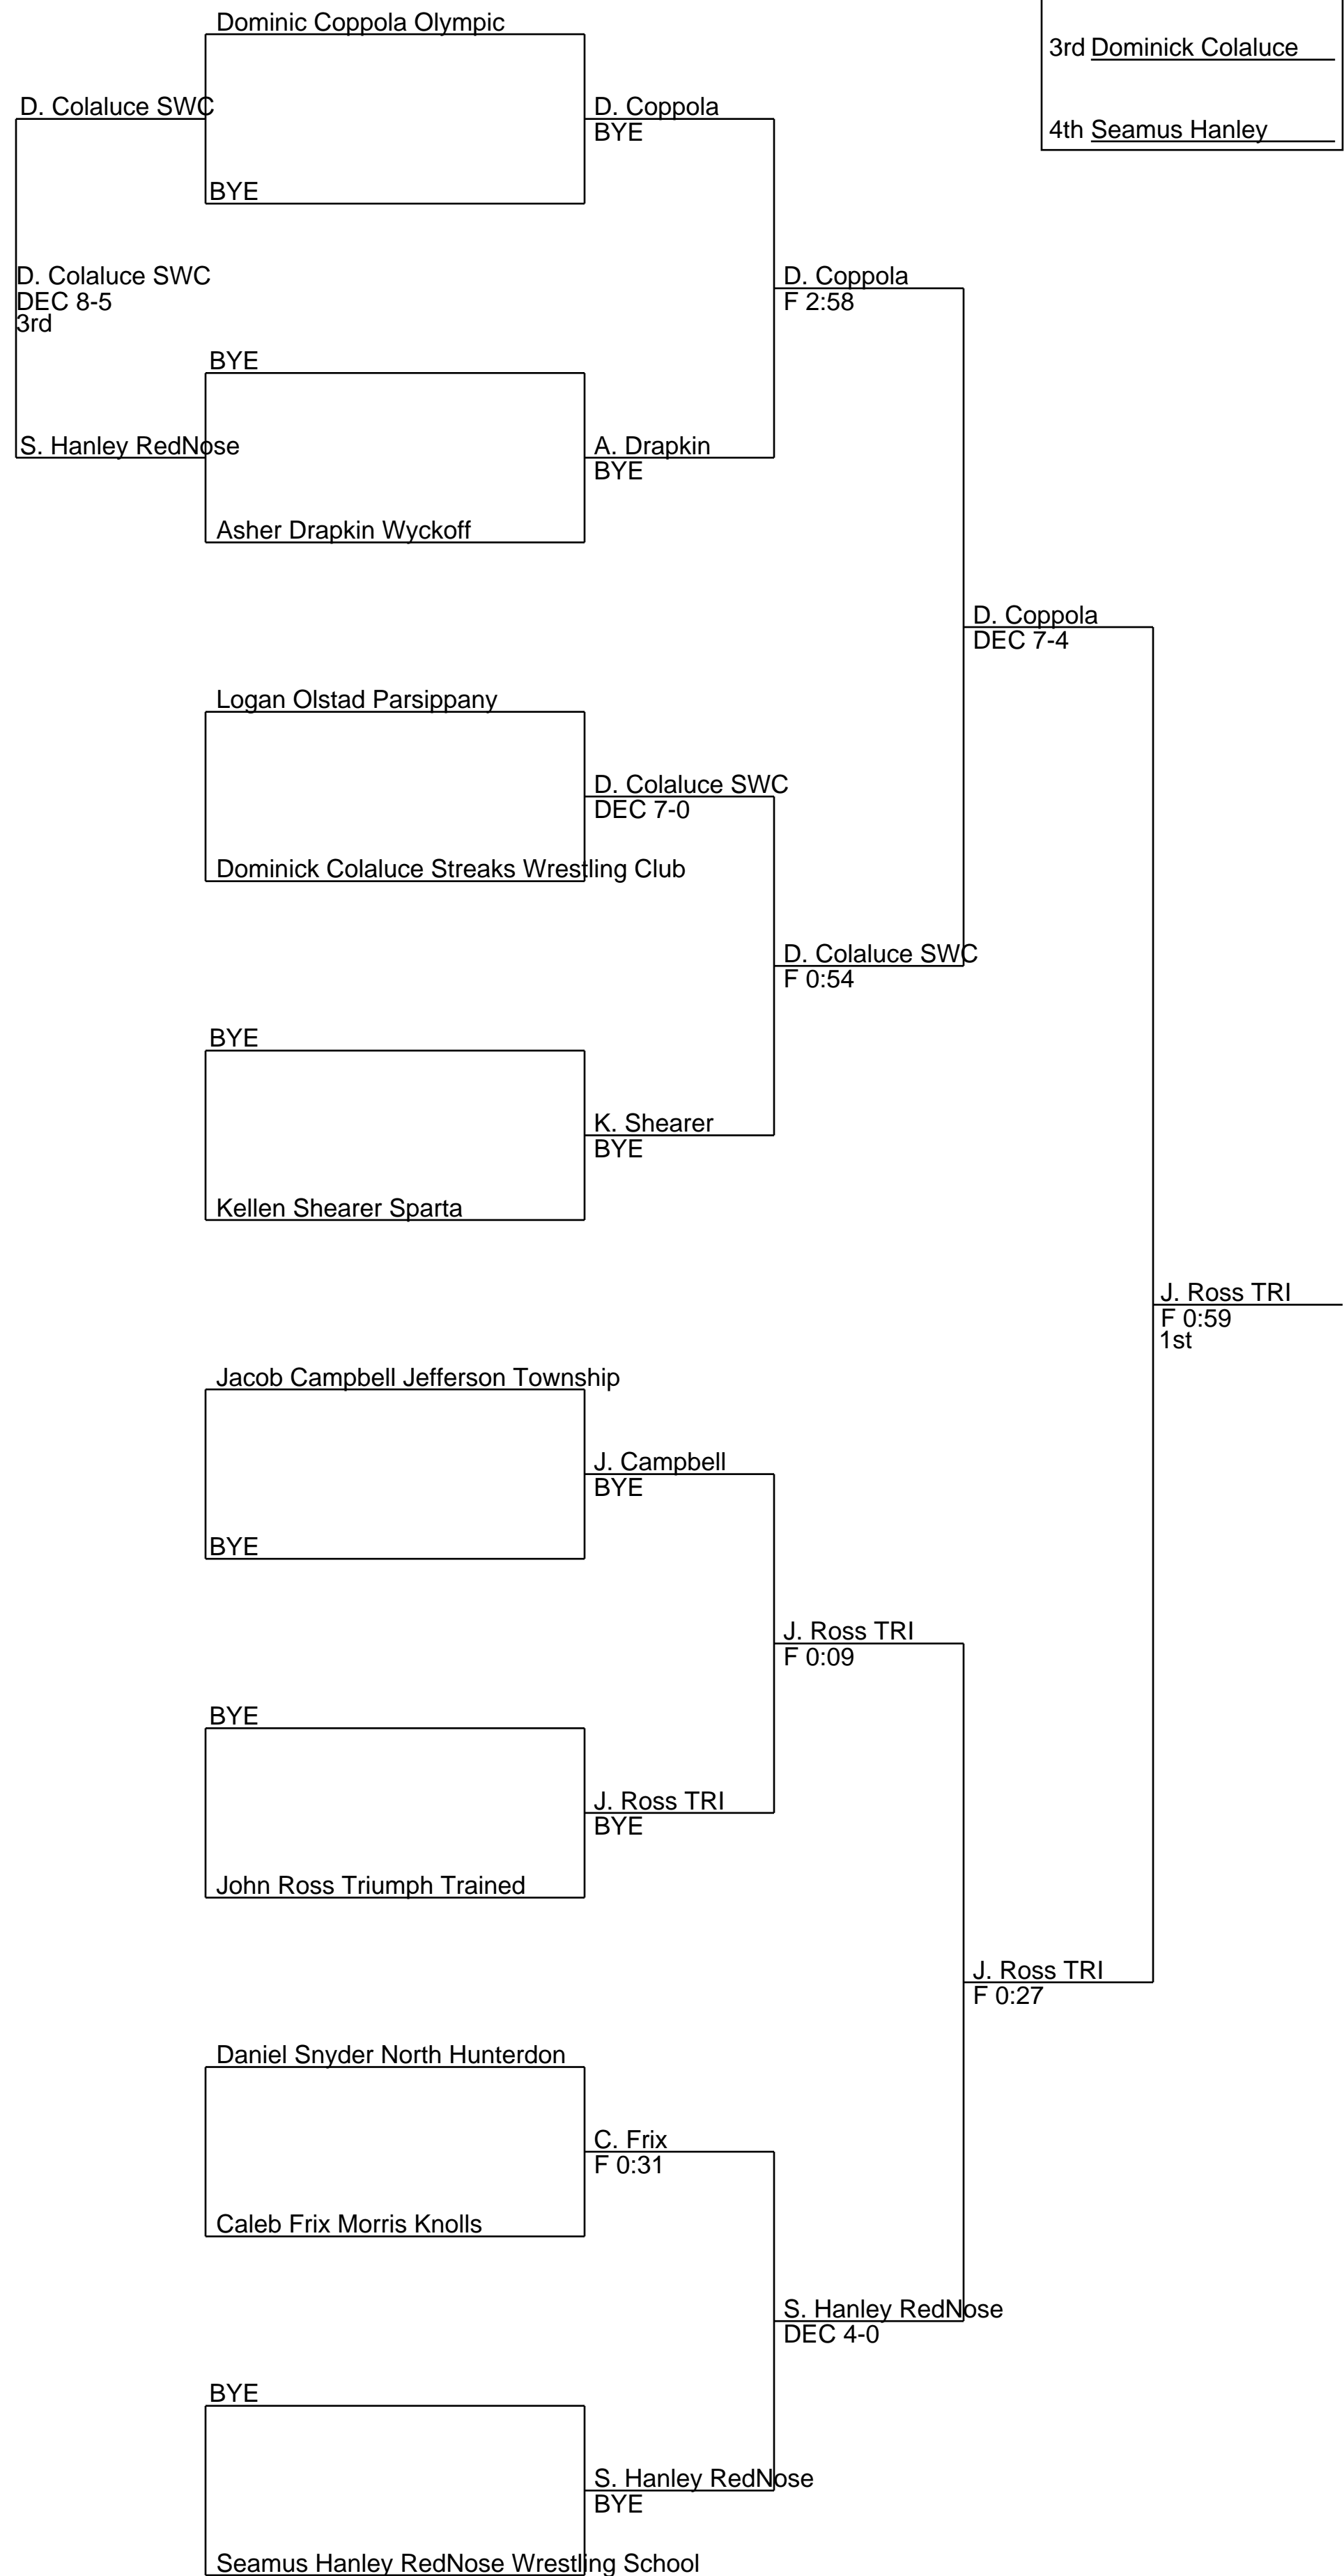 Dominic Coppola Olympic
3rd Dominick Colaluce
D. Colaluce SWC
D. Coppola
BYE
4th Seamus Hanley
BYE
D. Colaluce SWC
DEC 8-5
3rd
D. Coppola
F 2:58
BYE
S. Hanley RedNose
A. Drapkin
BYE
Asher Drapkin Wyckoff
D. Coppola
DEC 7-4
Logan Olstad Parsippany
D. Colaluce SWC
DEC 7-0
Dominick Colaluce Streaks Wrestling Club
D. Colaluce SWC
F 0:54
BYE
K. Shearer
BYE
Kellen Shearer Sparta
J. Ross TRI
F 0:59
1st
Jacob Campbell Jefferson Township
J. Campbell
BYE
BYE
J. Ross TRI
F 0:09
BYE
J. Ross TRI
BYE
John Ross Triumph Trained
J. Ross TRI
F 0:27
Daniel Snyder North Hunterdon
C. Frix
F 0:31
Caleb Frix Morris Knolls
S. Hanley RedNose
DEC 4-0
BYE
S. Hanley RedNose
BYE
Seamus Hanley RedNose Wrestling School